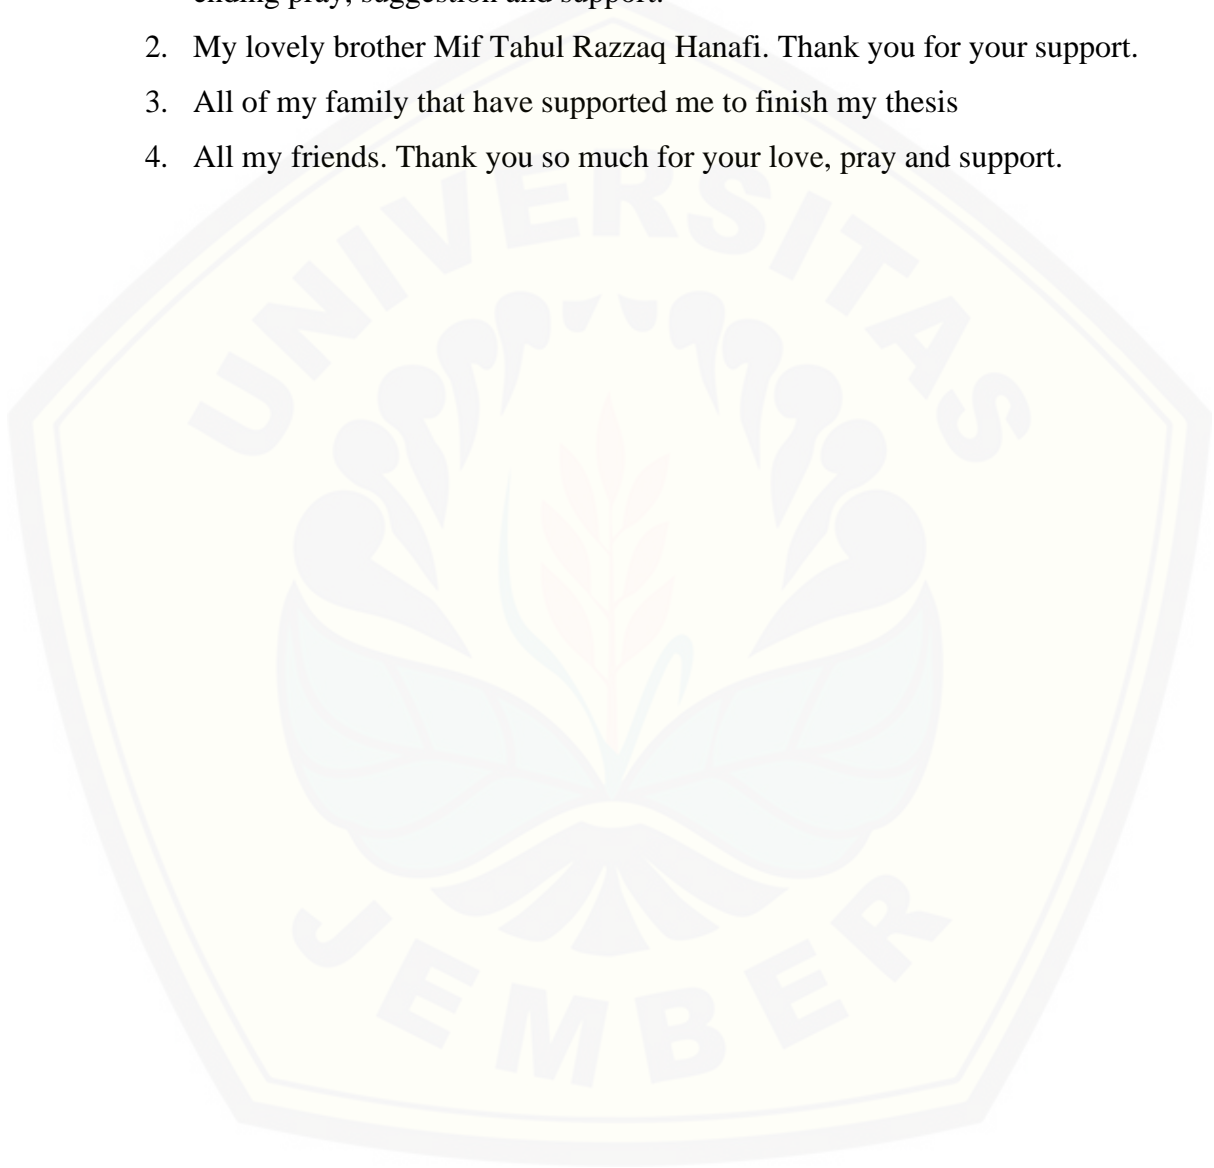 ending pray, suggestion and support.
2. My lovely brother Mif Tahul Razzaq Hanafi. Thank you for your support.
3. All of my family that have supported me to finish my thesis
4. All my friends. Thank you so much for your love, pray and support.
UNIVERSITAS
JEMBER